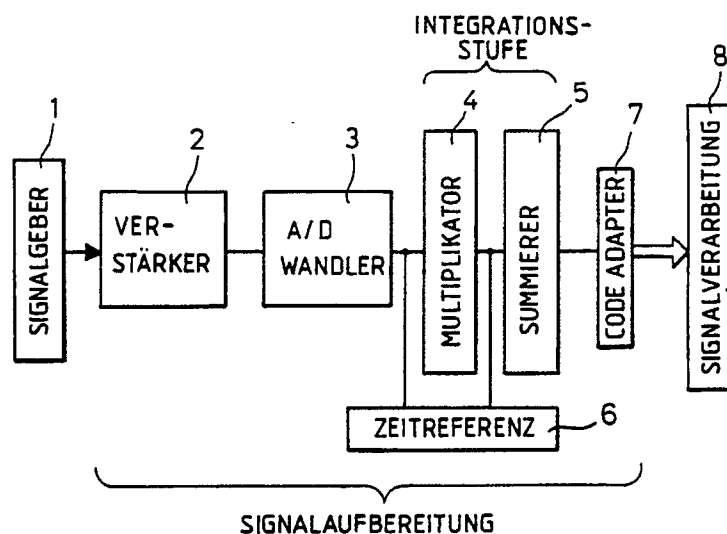 INTEGRATIONS-
STUFE
1
2
3
4
5
7
8
SIGNALGEBER
VER-
STÄRKER
A/D
WANDLER
MULTIPLIKATOR
SUMMIERER
CODE ADAPTER
SIGNALVERARBEITUNG
ZEITREFERENZ
6
SIGNALAUFBEREITUNG